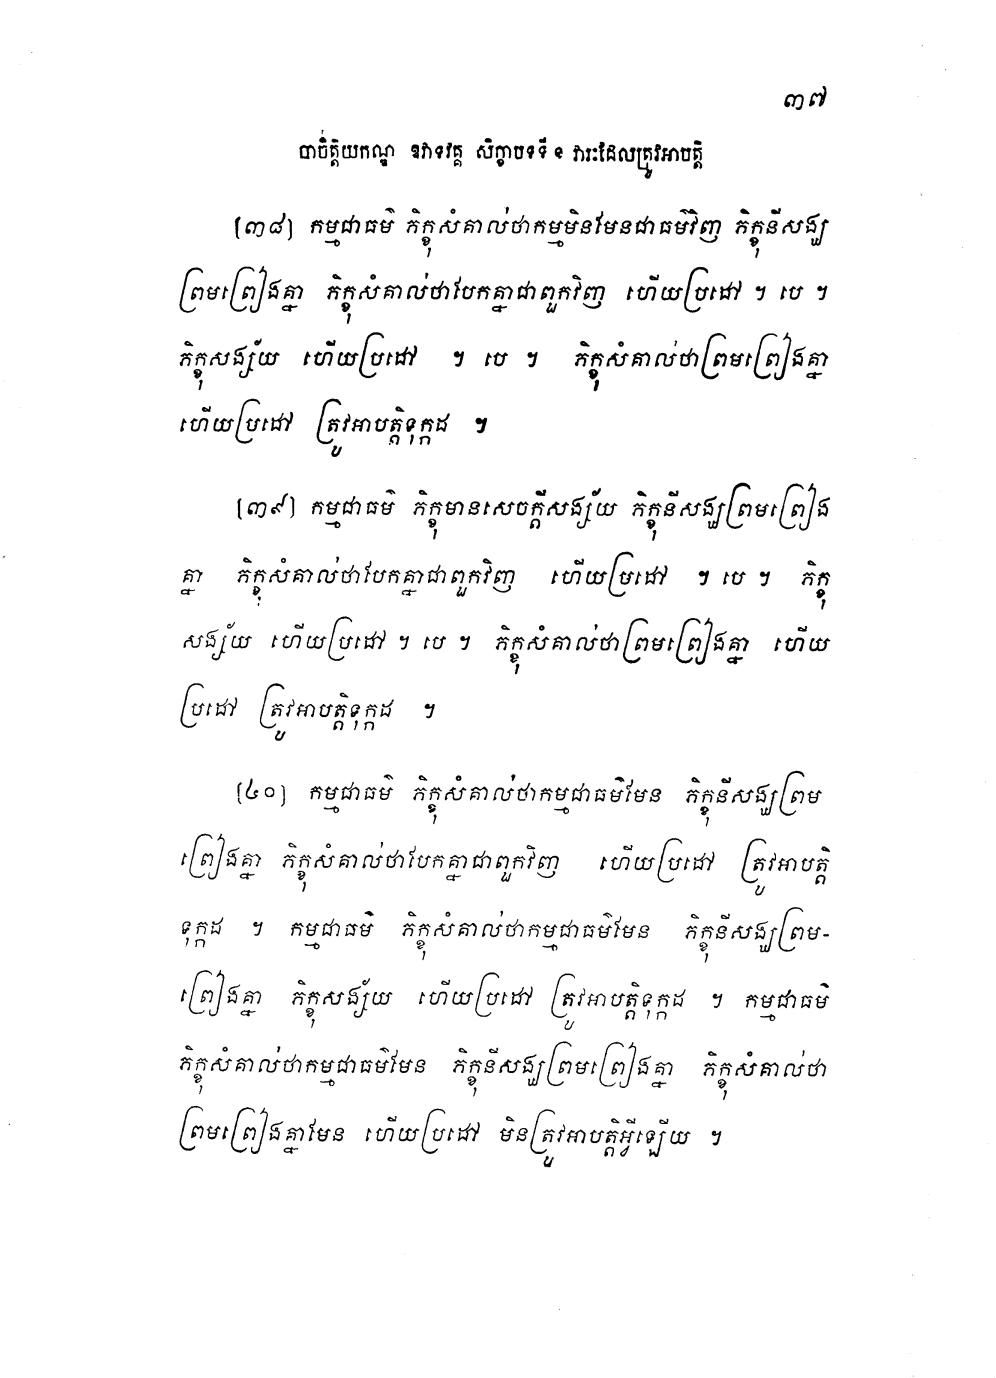 ៣៧
បាចិត្តិយកណ្ឌ ឱវាទវគ្គ សិក្ខាបទទី ១ វារៈដែលត្រូវអាបត្តិ
[៣៨] កម្មជាធម៌ ភិក្ខុសំគាល់ថាកម្មមិនមែនជាធម៌វិញ ភិក្ខុនីសង្ឃ
ព្រមព្រៀងគ្នា ភិក្ខុសំគាល់ថាបែកគ្នាជាពួកវិញ ហើយប្រដៅ ។ បេ ។
ភិក្ខុសង្ស័យ ហើយប្រដៅ ។ បេ ។ ភិក្ខុសំគាល់ថាព្រមព្រៀងគ្នា
ហើយប្រដៅ ត្រូវអាបត្តិទុក្កដ ។
[៣៩] កម្មជាធម៌ ភិក្ខុមានសេចក្តីសង្ស័យ ភិក្ខុនីសង្ឃព្រមព្រៀង
គ្នា ភិក្ខុសំគាល់ថាបែកគ្នាជាពួកវិញ ហើយប្រដៅ ។ បេ ។ ភិក្ខុ
សង្ស័យ ហើយប្រដៅ ។ បេ ។ ភិក្ខុសំគាល់ថាព្រមព្រៀងគ្នា ហើយ
ប្រដៅ ត្រូវអាបត្តិទុក្កដ ។
[៤០] កម្មជាធម៌ ភិក្ខុសំគាល់ថាកម្មជាធម៌មែន ភិក្ខុនីសង្ឃព្រម
ព្រៀងគ្នា ភិក្ខុសំគាល់ថាបែកគ្នាជាពួកវិញ ហើយប្រដៅ ត្រូវអាបត្តិ
ទុក្កដ ។ កម្មជាធម៌ ភិក្ខុសំគាល់ថាកម្មជាធម៌មែន ភិក្ខុនីសង្ឃព្រម-
ព្រៀងគ្នា ភិក្ខុសង្ស័យ ហើយប្រដៅ ត្រូវអាបត្តិទុក្កដ ។ កម្មជាធម៌
ភិក្ខុសំគាល់ថាកម្មជាធម៌មែន ភិក្ខុនីសង្ឃព្រមព្រៀងគ្នា ភិក្ខុសំគាល់ថា
ព្រមព្រៀងគ្នាមែន ហើយប្រដៅ មិនត្រូវអាបត្តិអ្វីឡើយ ។